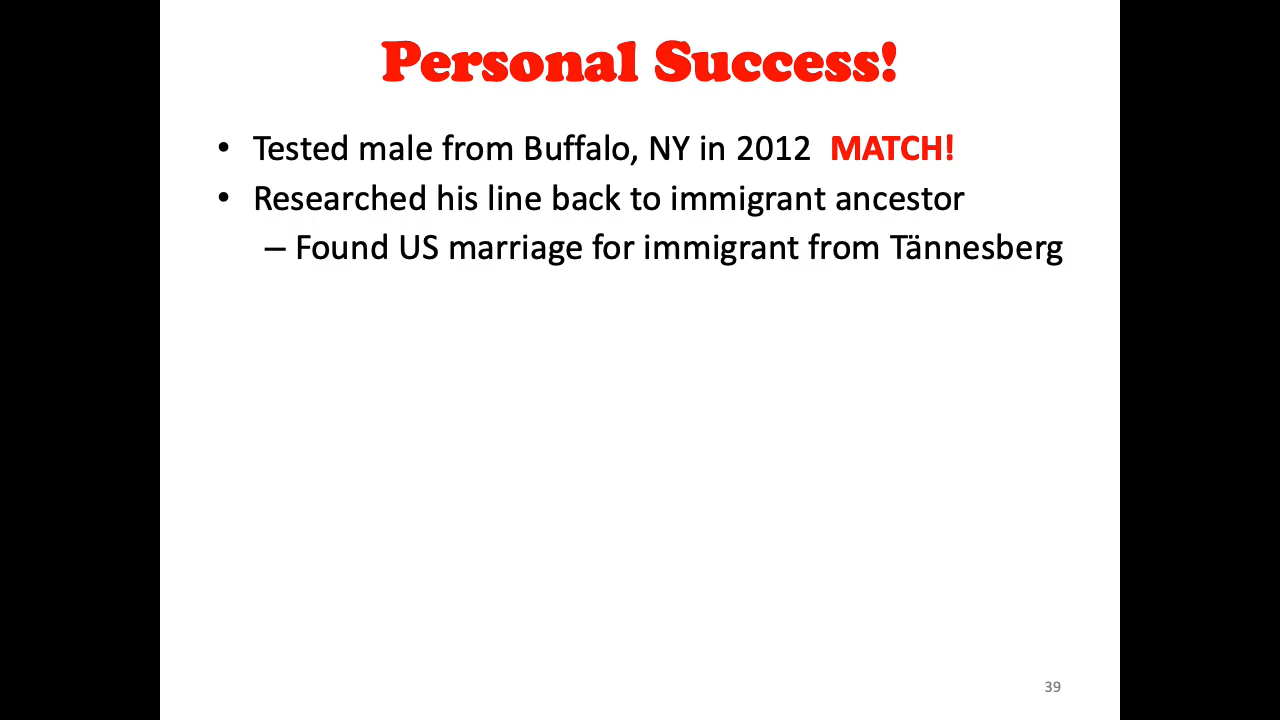 Personal Success!
• Tested male from Buffalo, NY in 2012 MATCH!
• Researched his line back to immigrant ancestor
– Found US marriage for immigrant from Tännesberg
39